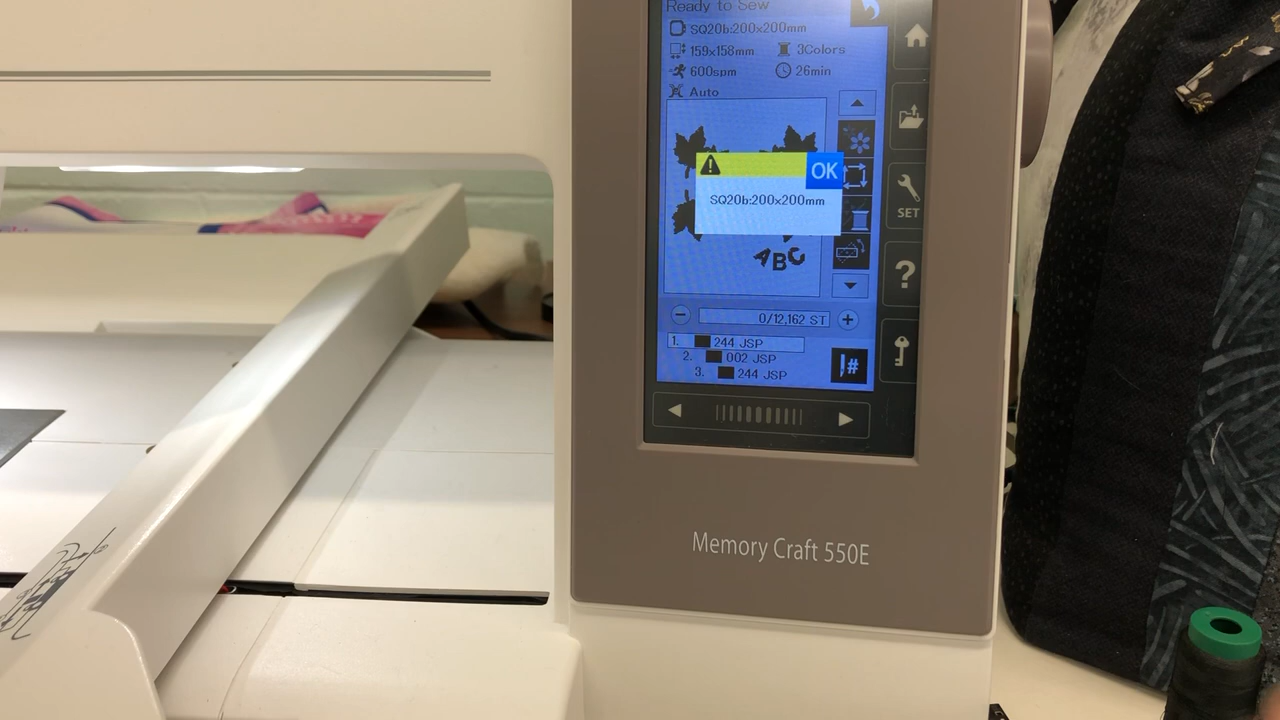 Ready to Sew
SQ20b:200x200mm
159x158mm 3Colors
600spm 26min
Auto
OK
SQ20b:200x200mm
ABC
0/12,162 ST
1. 244 JSP
2. 002 JSP
3. 244 JSP
#
SET
?
Memory Craft 550E